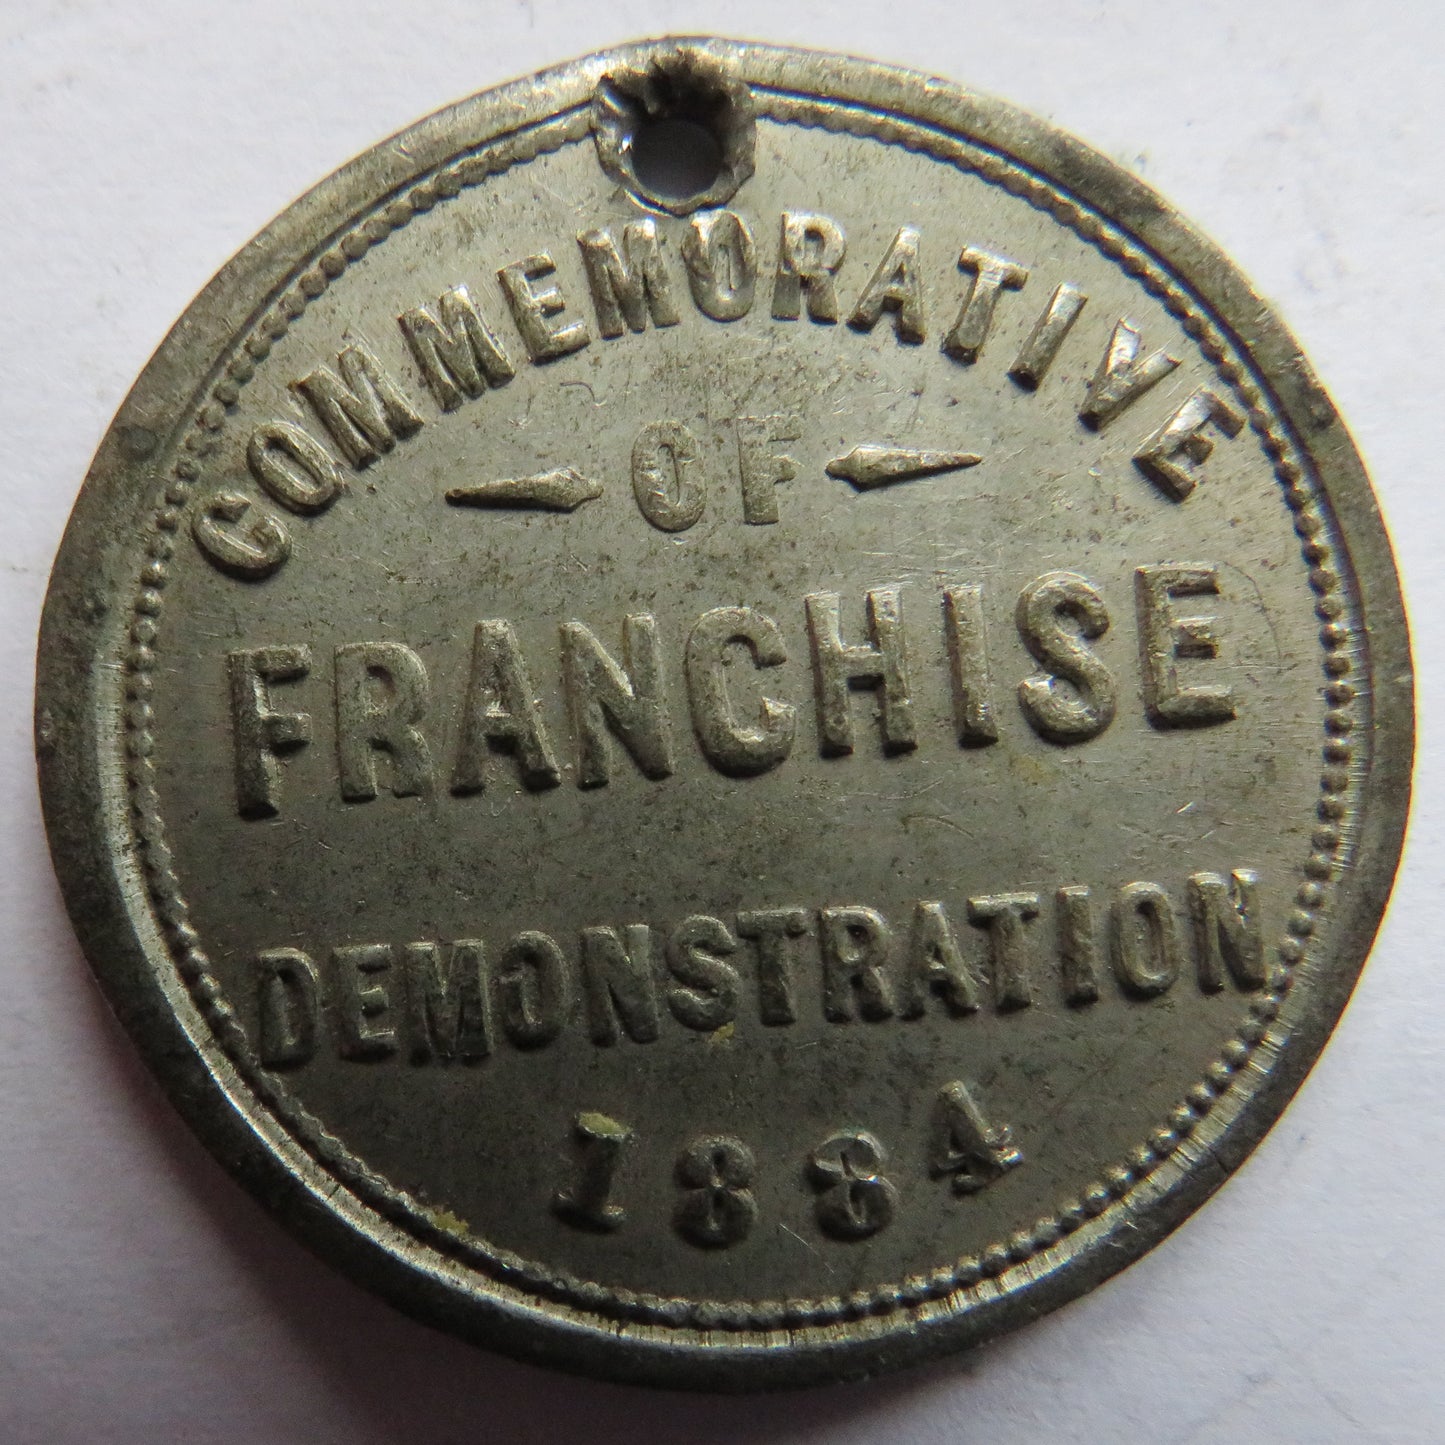 COMMEMORATIVE
OF
FRANCHISE
DEMONSTRATION
1884